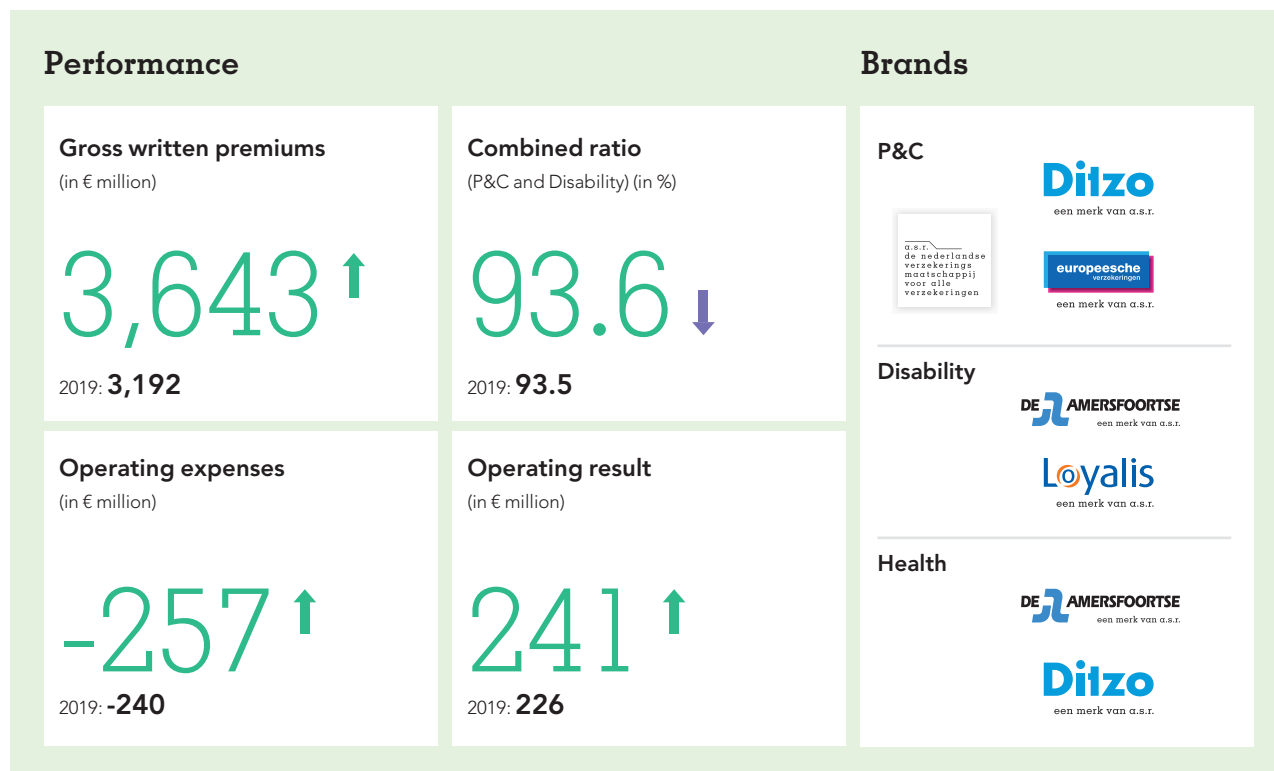 Performance
Gross written premiums
(in € million)
3,643
2019: 3,192
Combined ratio
(P&C and Disability) (in %)
93.6
2019: 93.5
Operating expenses
(in € million)
-257
2019: -240
Operating result
(in € million)
241
2019: 226
Brands
P&C
a.s.r.
de nederlandse
verzekerings
maatschappij
voor alle
verzekeringen
Ditzo
een merk van a.s.r.
europeesche
verzekeringen
een merk van a.s.r.
Disability
DE AMERSFOORTSE
een merk van a.s.r.
Loyalis
een merk van a.s.r.
Health
DE AMERSFOORTSE
een merk van a.s.r.
Ditzo
een merk van a.s.r.